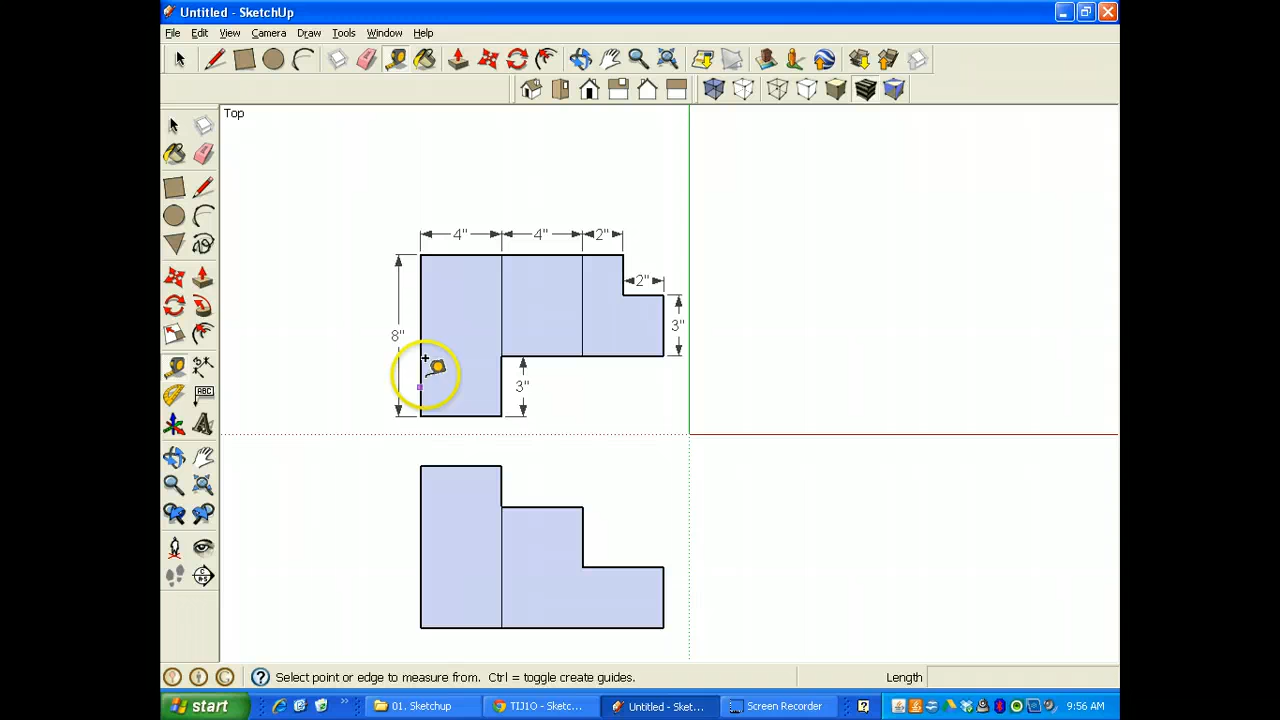 Untitled - SketchUp
File Edit View Camera Draw Tools Window Help
Top
4" 4" 2"
2"
8" 3"
3"
ABC
Select point or edge to measure from. Ctrl = toggle create guides. Length
start 01. Sketchup TIJ1O - Sketc... Untitled - Sket... Screen Recorder 9:56 AM